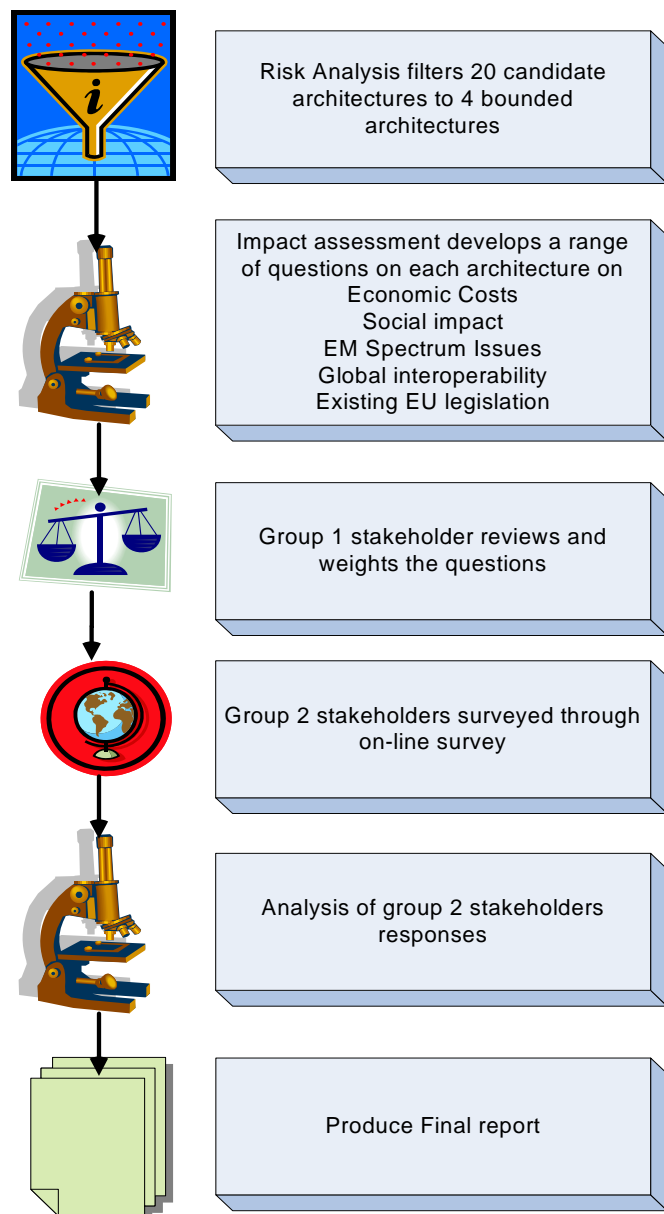 i
Risk Analysis filters 20 candidate
architectures to 4 bounded
architectures
Impact assessment develops a range
of questions on each architecture on
Economic Costs
Social impact
EM Spectrum Issues
Global interoperability
Existing EU legislation
Group 1 stakeholder reviews and
weights the questions
Group 2 stakeholders surveyed through
on-line survey
Analysis of group 2 stakeholders
responses
Produce Final report